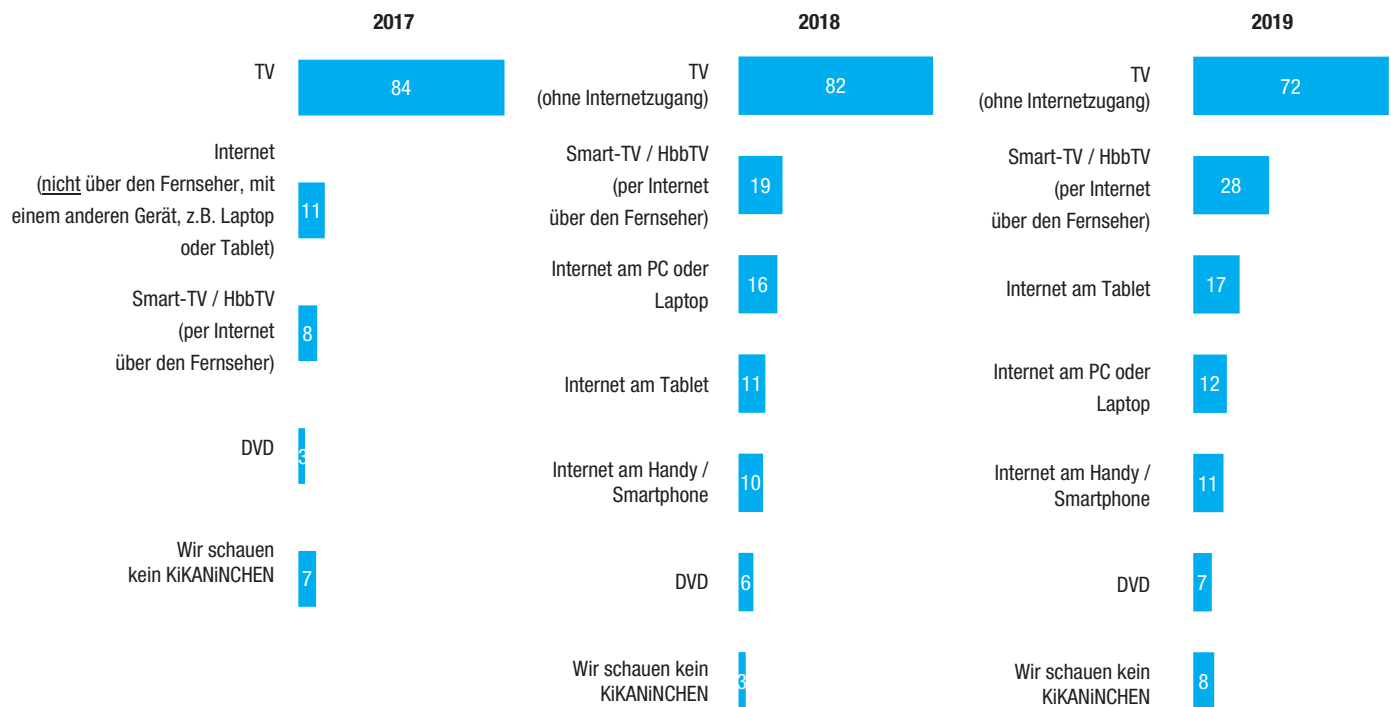 2017
TV
84
Internet
(nicht über den Fernseher, mit
einem anderen Gerät, z.B. Laptop
oder Tablet)
11
Smart-TV / HbbTV
(per Internet
über den Fernseher)
8
DVD
3
Wir schauen
kein KiKANiNCHEN
7
2018
TV
(ohne Internetzugang)
82
Smart-TV / HbbTV
(per Internet
über den Fernseher)
19
Internet am PC oder
Laptop
16
Internet am Tablet
11
Internet am Handy /
Smartphone
10
DVD
6
Wir schauen kein
KiKANiNCHEN
3
2019
TV
(ohne Internetzugang)
72
Smart-TV / HbbTV
(per Internet
über den Fernseher)
28
Internet am Tablet
17
Internet am PC oder
Laptop
12
Internet am Handy /
Smartphone
11
DVD
7
Wir schauen kein
KiKANiNCHEN
8